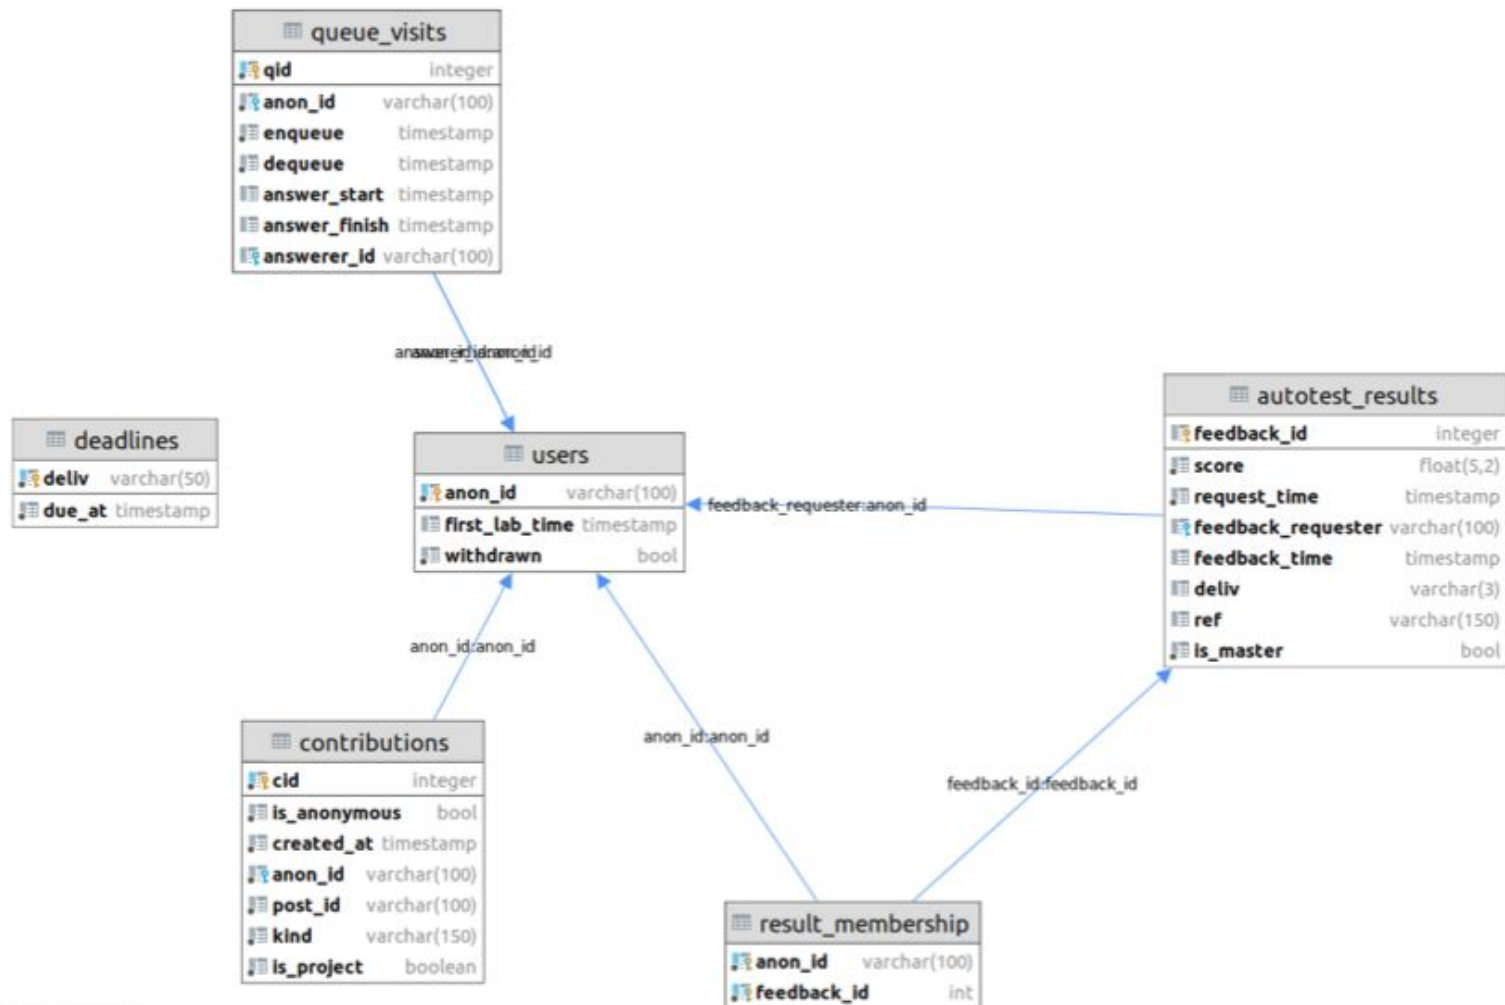 queue_visits
qid integer
anon_id varchar(100)
enqueue timestamp
dequeue timestamp
answer_start timestamp
answer_finish timestamp
answerer_id varchar(100)
deadlines
deliv varchar(50)
due_at timestamp
users
anon_id varchar(100)
first_lab_time timestamp
withdrawn bool
feedback_requester:anon_id
autotest_results
feedback_id integer
score float(5,2)
request_time timestamp
feedback_requester varchar(100)
feedback_time timestamp
deliv varchar(3)
ref varchar(150)
is_master bool
anon_id:anon_id
anon_id:anon_id
feedback_id:feedback_id
contributions
cid integer
is_anonymous bool
created_at timestamp
anon_id varchar(100)
post_id varchar(100)
kind varchar(150)
is_project boolean
result_membership
anon_id varchar(100)
feedback_id int